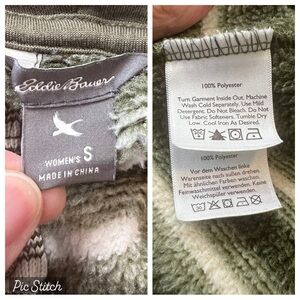 Eddie Bauer
WOMEN'S S
MADE IN CHINA
Pic Stitch
100% Polyester
Turn Garment Inside Out. Machine
Wash Cold Separately. Use Mild
Detergent. Do Not Bleach. Do Not
Use Fabric Softeners. Tumble Dry
Low. Cool Iron As Desired.
100% Polyester
Vor dem Waschen linke
Warenseite nach außen drehen.
Mit ähnlichen Farben waschen.
Feinwaschmittel verwenden. Keine
Weichspüler verwenden.